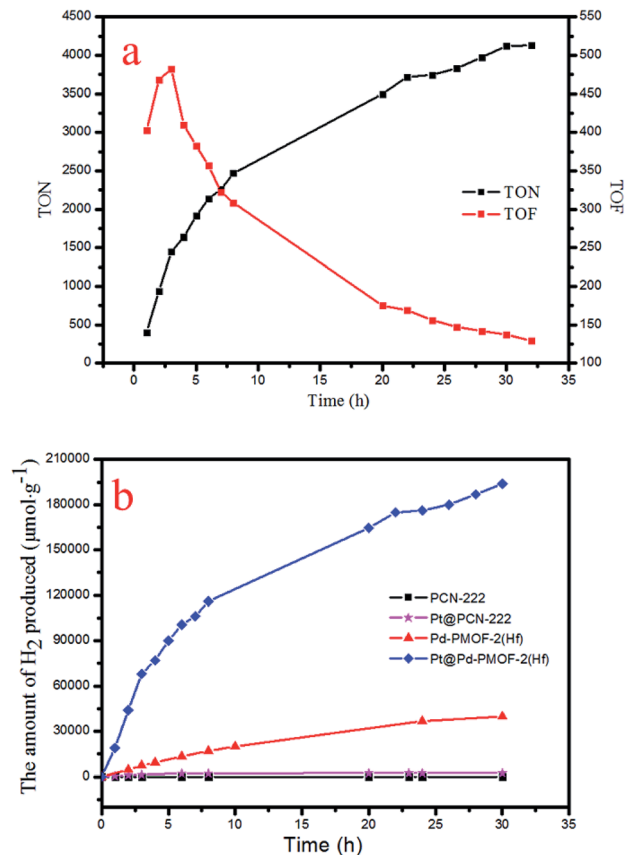 a
4500
4000
3500
3000
2500
2000
1500
1000
500
0
TON
550
500
450
400
350
300
250
200
150
100
TOF
TON
TOF
0 5 10 15 20 25 30 35
Time (h)
b
210000
180000
150000
120000
90000
60000
30000
0
The amount of H₂ produced (μmol·g⁻¹)
PCN-222
Pt@PCN-222
Pd-PMOF-2(Hf)
Pt@Pd-PMOF-2(Hf)
0 5 10 15 20 25 30 35
Time (h)